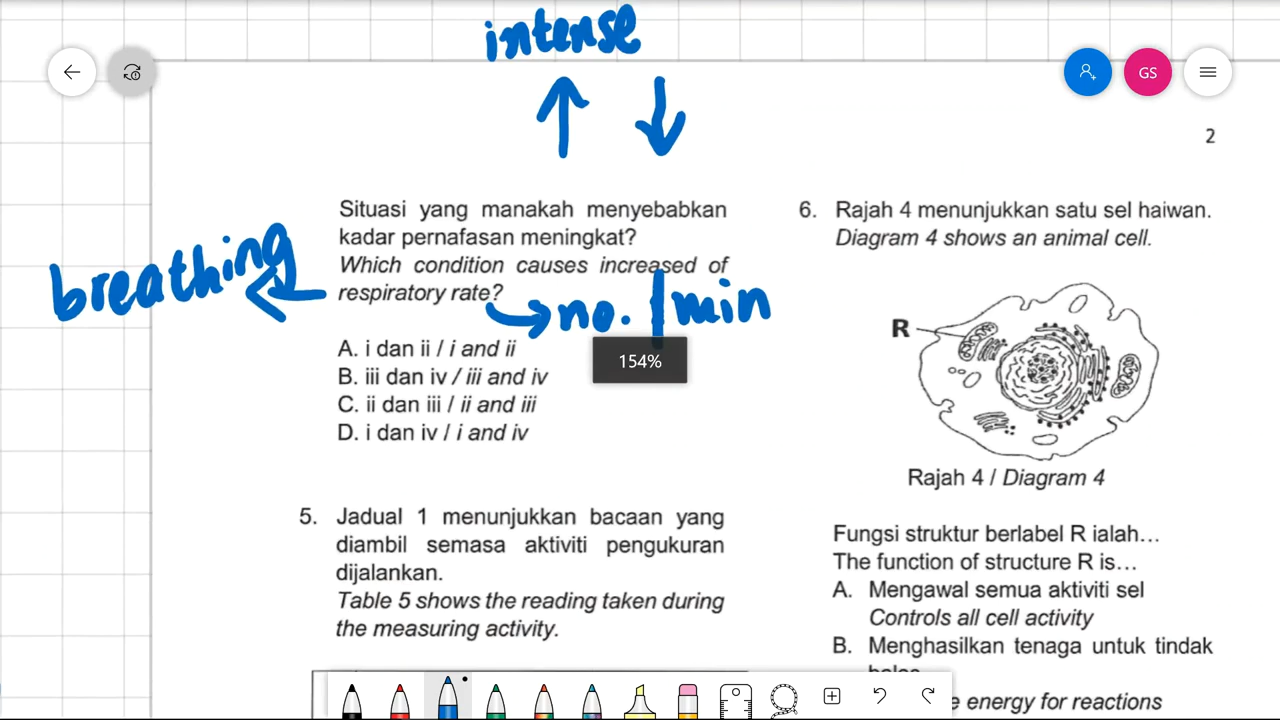 intense
GS
2
Situasi yang manakah menyebabkan
kadar pernafasan meningkat?
Which condition causes increased of
respiratory rate?
breathing
no. / min
154%
A. i dan ii / i and ii
B. iii dan iv / iii and iv
C. ii dan iii / ii and iii
D. i dan iv / i and iv
5. Jadual 1 menunjukkan bacaan yang
diambil semasa aktiviti pengukuran
dijalankan.
Table 5 shows the reading taken during
the measuring activity.
6. Rajah 4 menunjukkan satu sel haiwan.
Diagram 4 shows an animal cell.
R
Rajah 4 / Diagram 4
Fungsi struktur berlabel R ialah...
The function of structure R is...
A. Mengawal semua aktiviti sel
Controls all cell activity
B. Menghasilkan tenaga untuk tindak
energy for reactions